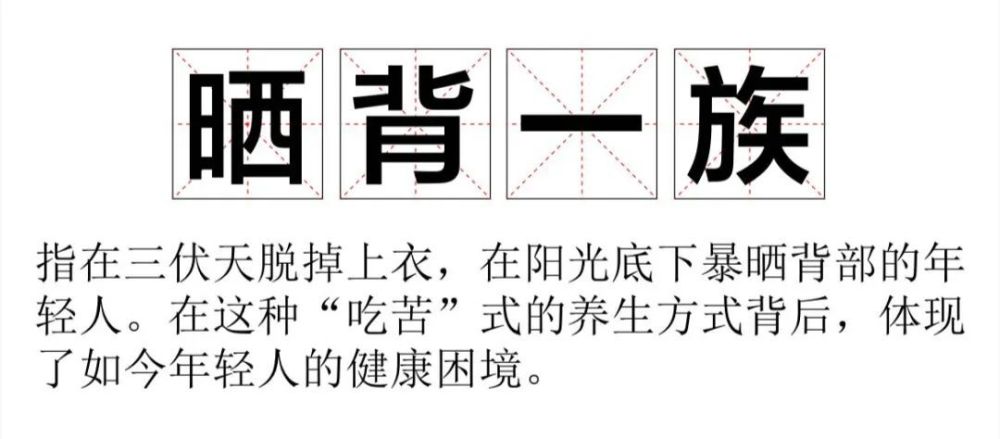 晒背一族
指在三伏天脱掉上衣，在阳光底下暴晒背部的年
轻人。在这种“吃苦”式的养生方式背后，体现
了如今年轻人的健康困境。